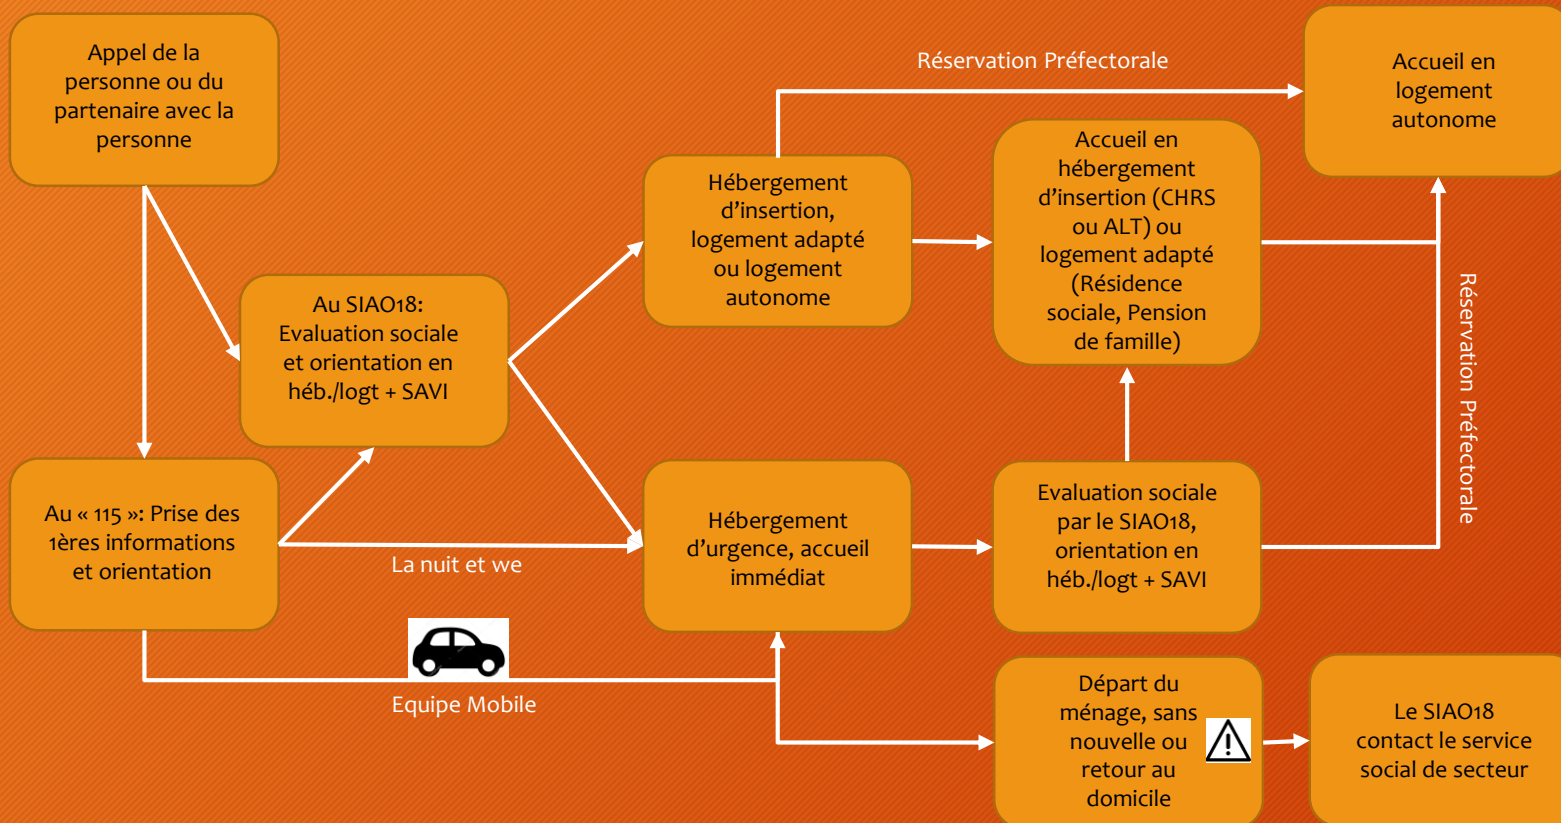 Appel de la
personne ou du
partenaire avec la
personne
Réservation Préfectorale
Accueil en
logement
autonome
Hébergement
d’insertion,
logement adapté
ou logement
autonome
Accueil en
hébergement
d’insertion (CHRS
ou ALT) ou
logement adapté
(Résidence
sociale, Pension
de famille)
Au SIAO18:
Evaluation sociale
et orientation en
héb./logt + SAVI
Réservation Préfectorale
Au « 115 »: Prise des
1ères informations
et orientation
La nuit et we
Hébergement
d’urgence, accueil
immédiat
Evaluation sociale
par le SIAO18,
orientation en
héb./logt + SAVI
Equipe Mobile
Départ du
ménage, sans
nouvelle ou
retour au
domicile
Le SIAO18
contact le service
social de secteur